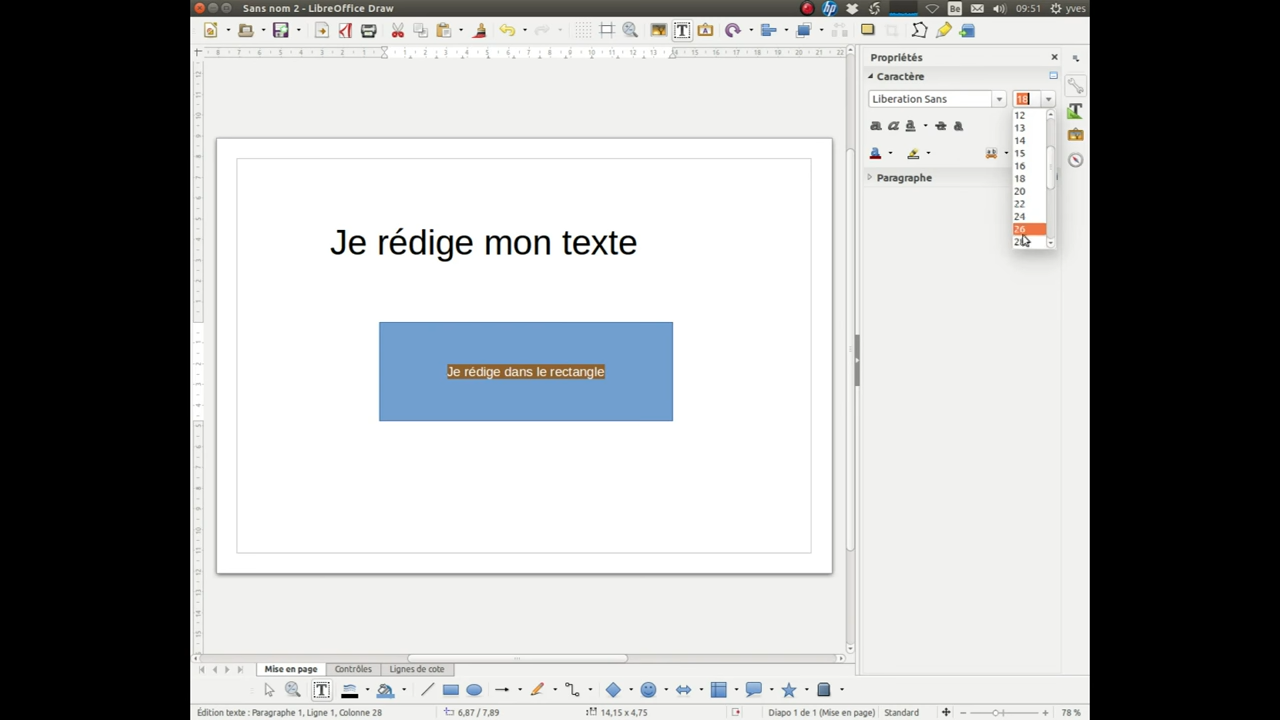 Sans nom 2 - LibreOffice Draw
Be
09:51
yves
Propriétés
Caractère
Liberation Sans
18
12
13
14
15
16
18
20
22
24
26
Paragraphe
Je rédige mon texte
Je rédige dans le rectangle
Mise en page
Contrôles
Lignes de cote
Édition texte : Paragraphe 1, Ligne 1, Colonne 28
6,87 / 7,89
14,15 x 4,75
Diapo 1 de 1 (Mise en page)
Standard
78 %